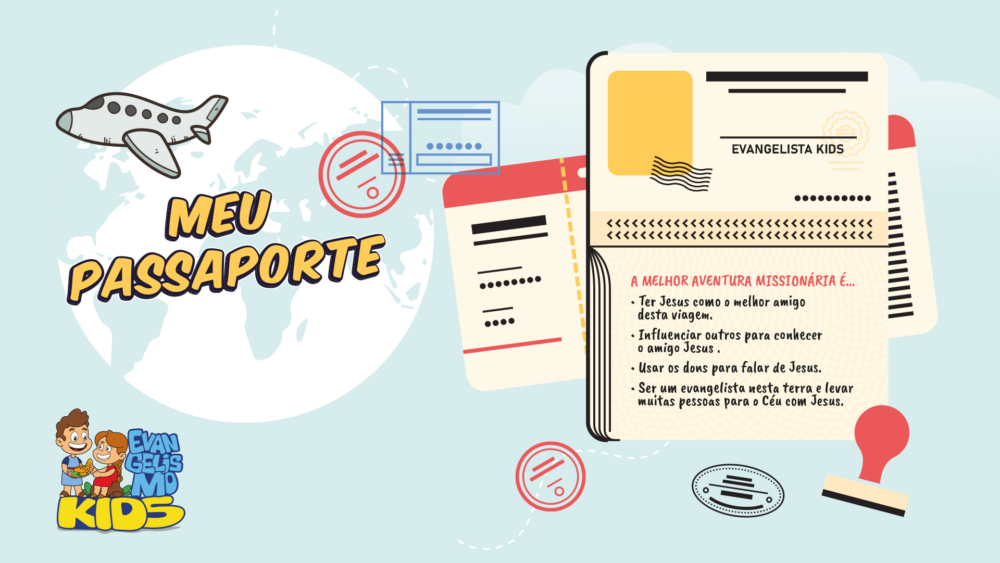 MEU
PASSAPORTE
EVANGELISTA KIDS
A MELHOR AVENTURA MISSIONÁRIA É...
• Ter Jesus como o melhor amigo
desta viagem.
• Influenciar outros para conhecer
o amigo Jesus .
• Usar os dons para falar de Jesus.
• Ser um evangelista nesta terra e levar
muitas pessoas para o Céu com Jesus.
EVAN
GELIS
MO
KIDS